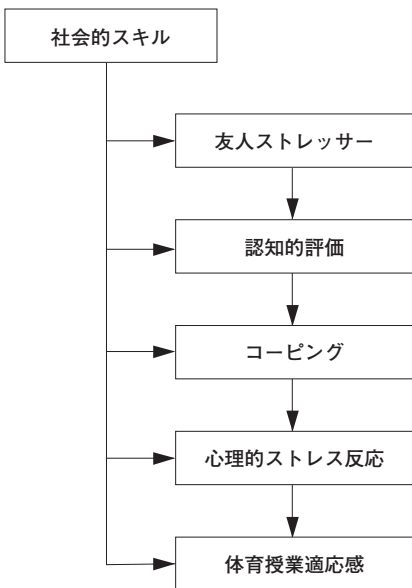 社会的スキル
友人ストレッサー
認知的評価
コーピング
心理的ストレス反応
体育授業適応感